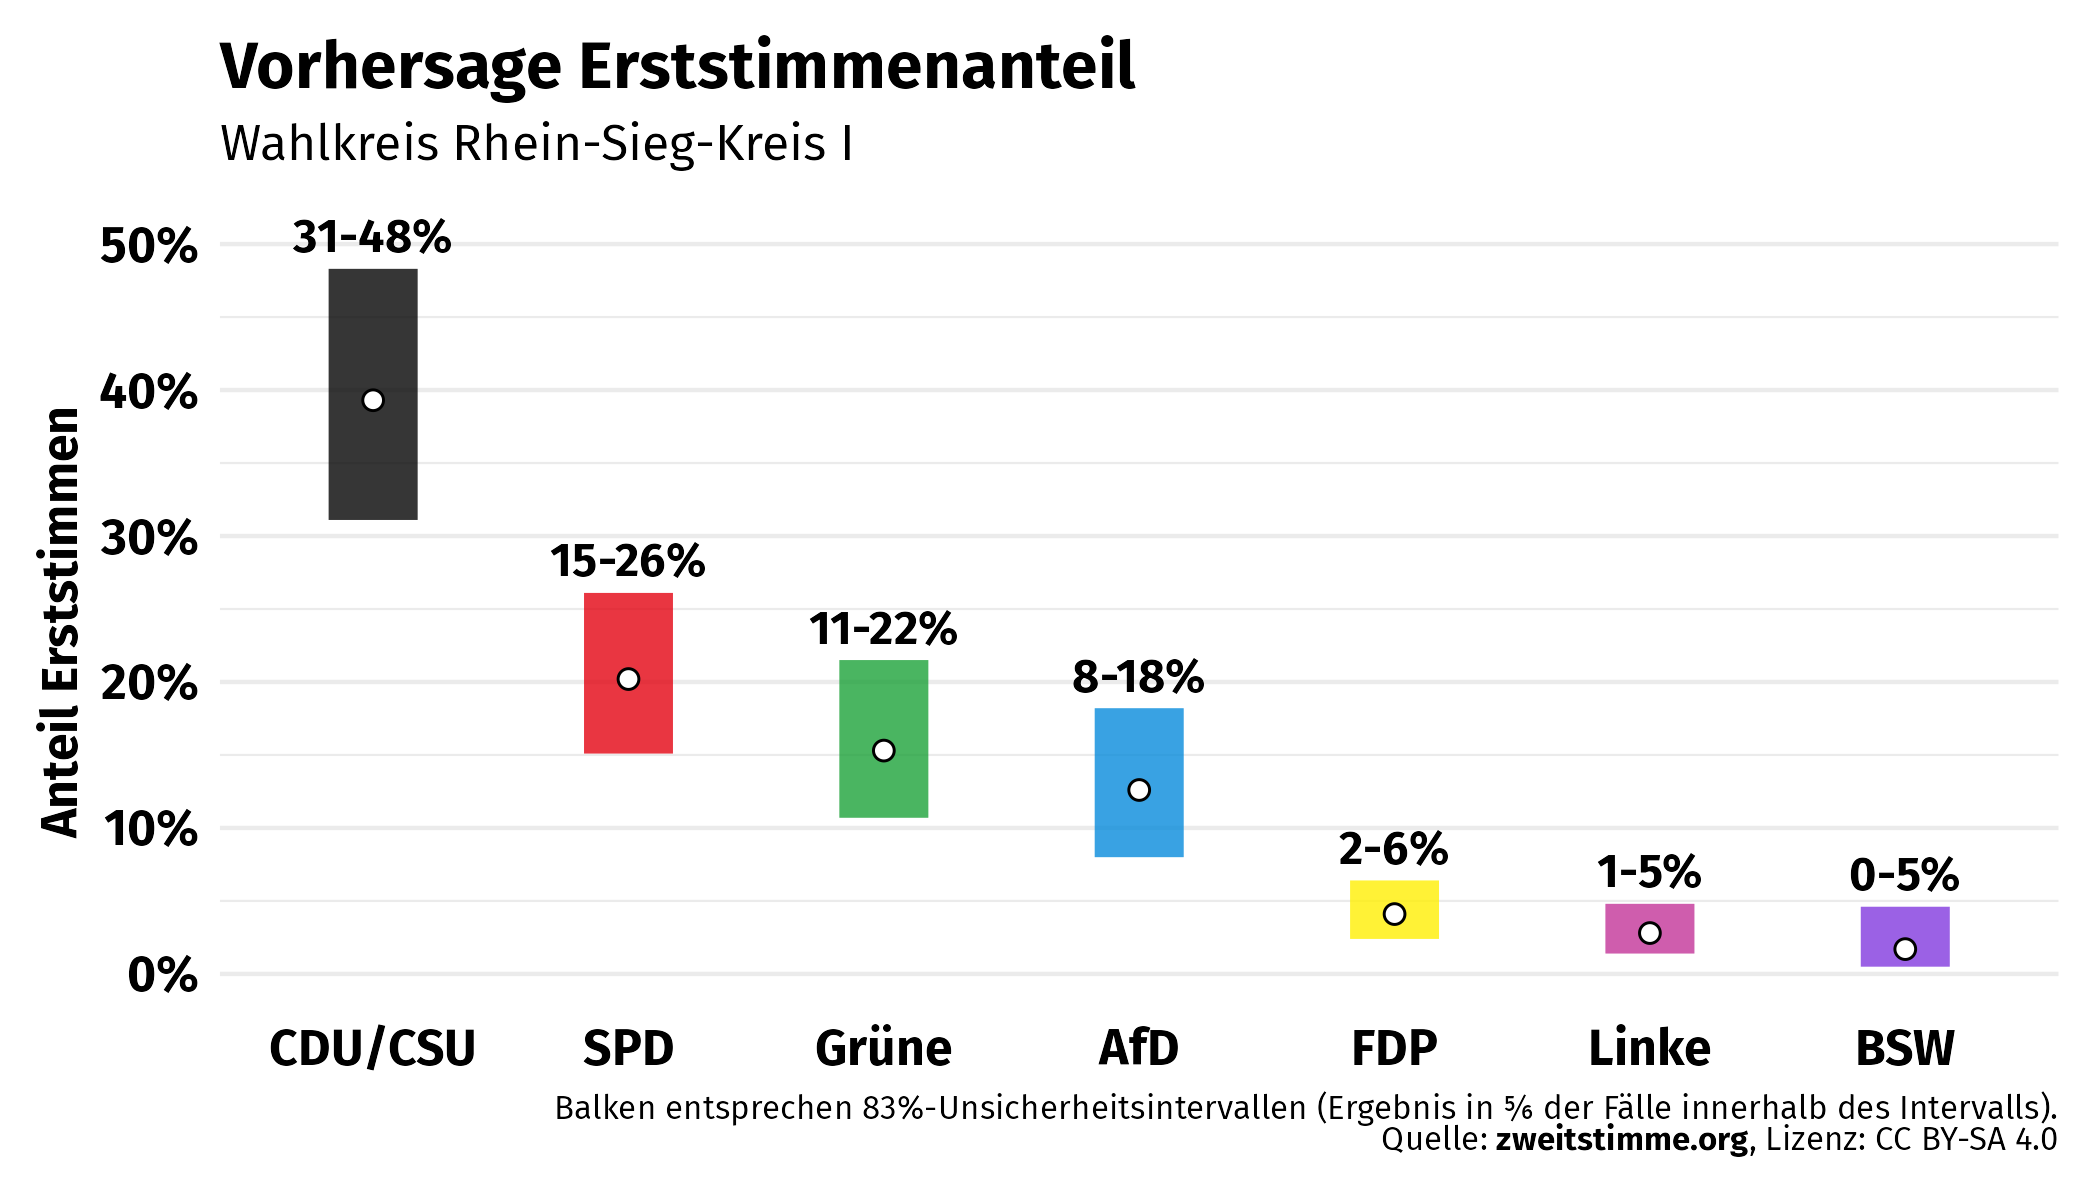 Vorhersage Erststimmenanteil
Wahlkreis Rhein-Sieg-Kreis I
Anteil Erststimmen
50%
40%
30%
20%
10%
0%
31-48%
15-26%
11-22%
8-18%
2-6%
1-5%
0-5%
CDU/CSU
SPD
Grüne
AfD
FDP
Linke
BSW
Balken entsprechen 83%-Unsicherheitsintervallen (Ergebnis in ⅚ der Fälle innerhalb des Intervalls).
Quelle: zweitstimme.org, Lizenz: CC BY-SA 4.0